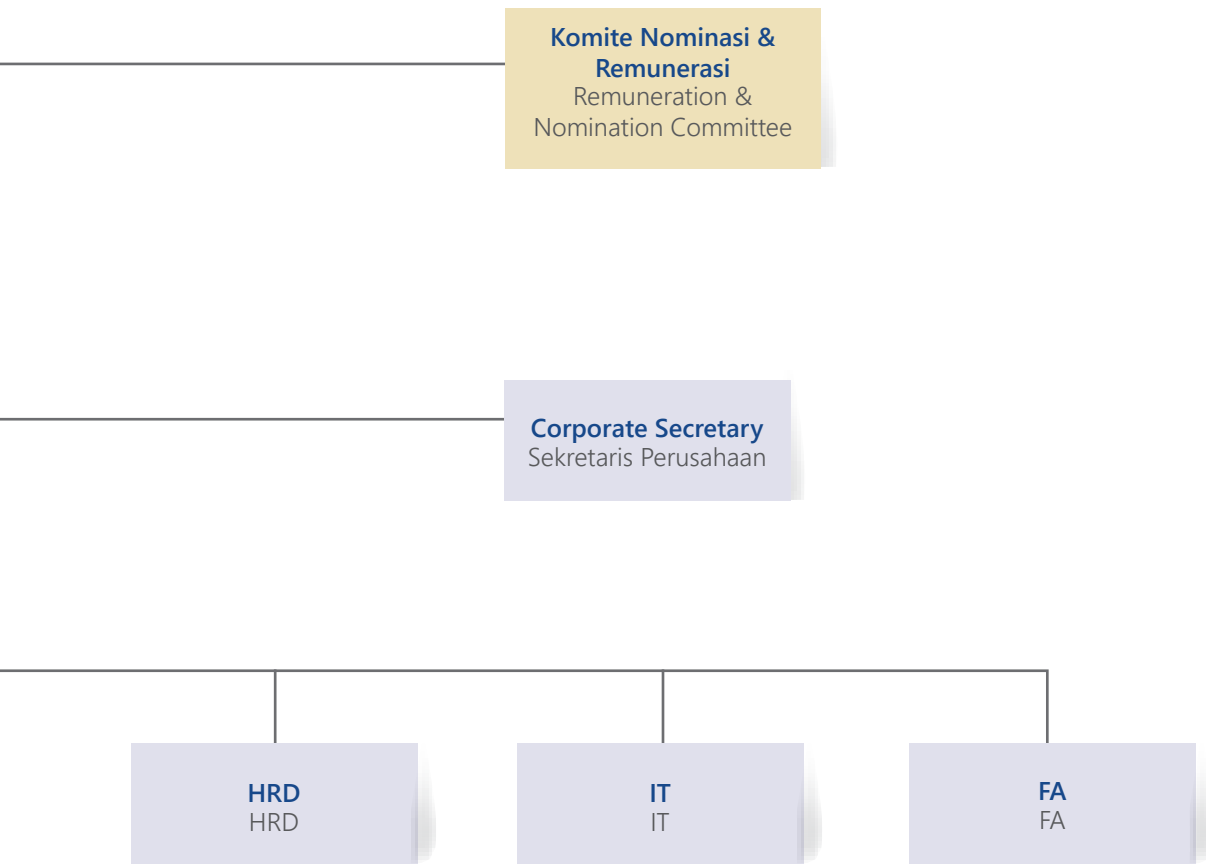 Komite Nominasi &
Remunerasi
Remuneration &
Nomination Committee
Corporate Secretary
Sekretaris Perusahaan
HRD
HRD
IT
IT
FA
FA